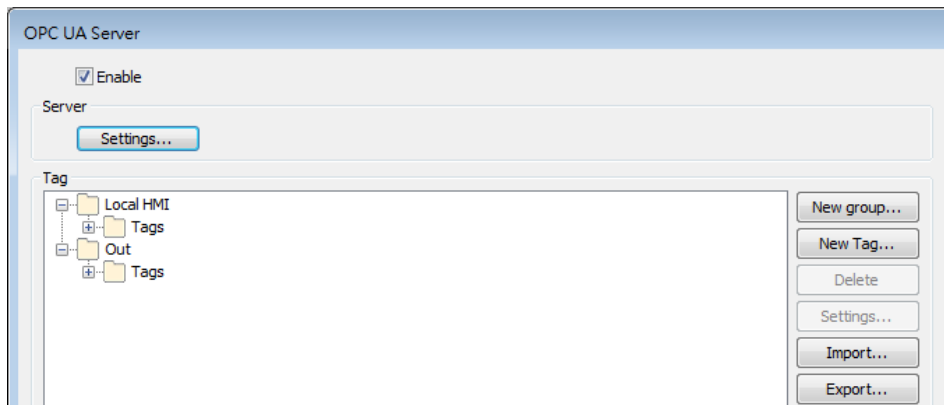 OPC UA Server
Enable
Server
Settings...
Tag
Local HMI
Tags
Out
Tags
New group...
New Tag...
Delete
Settings...
Import...
Export...